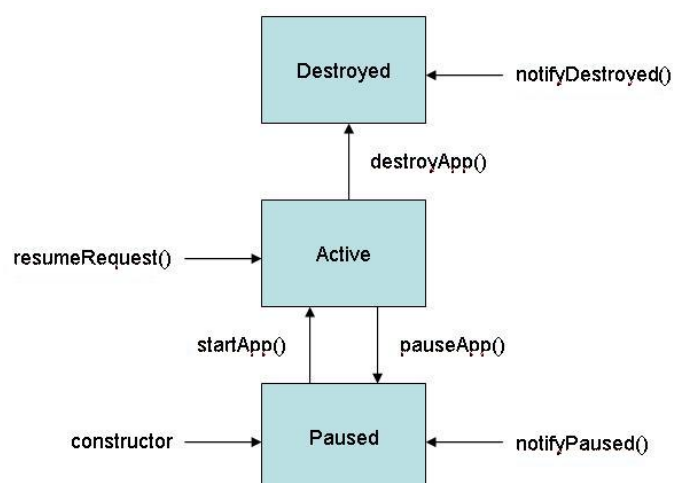 Destroyed
notifyDestroyed()
destroyApp()
resumeRequest()
Active
startApp()
pauseApp()
constructor
Paused
notifyPaused()